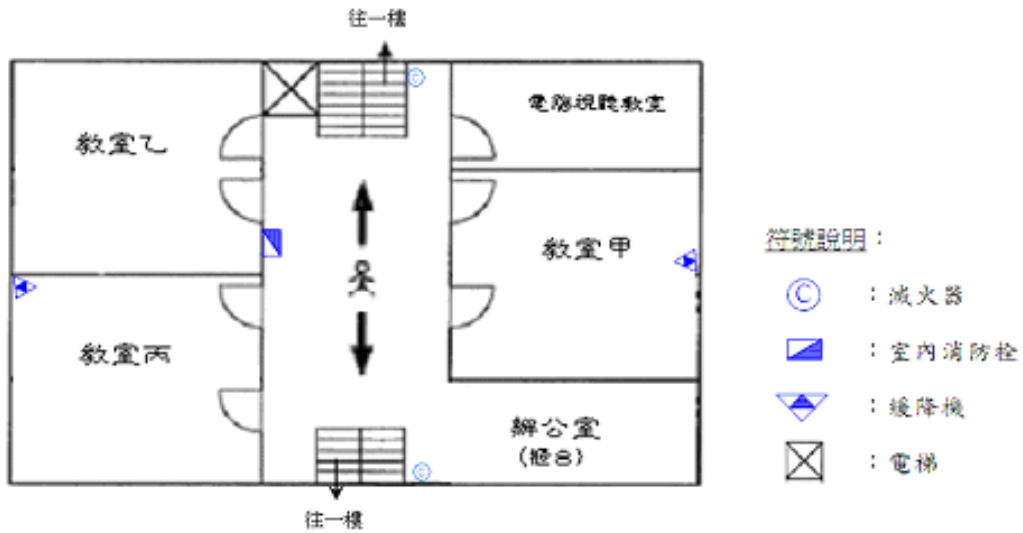 往一樓
電腦視聽教室
教室乙
教室甲
教室丙
辦公室
(櫃台)
往一樓
符號說明：
Ⓒ ：滅火器
：室內消防栓
：緩降機
：電梯